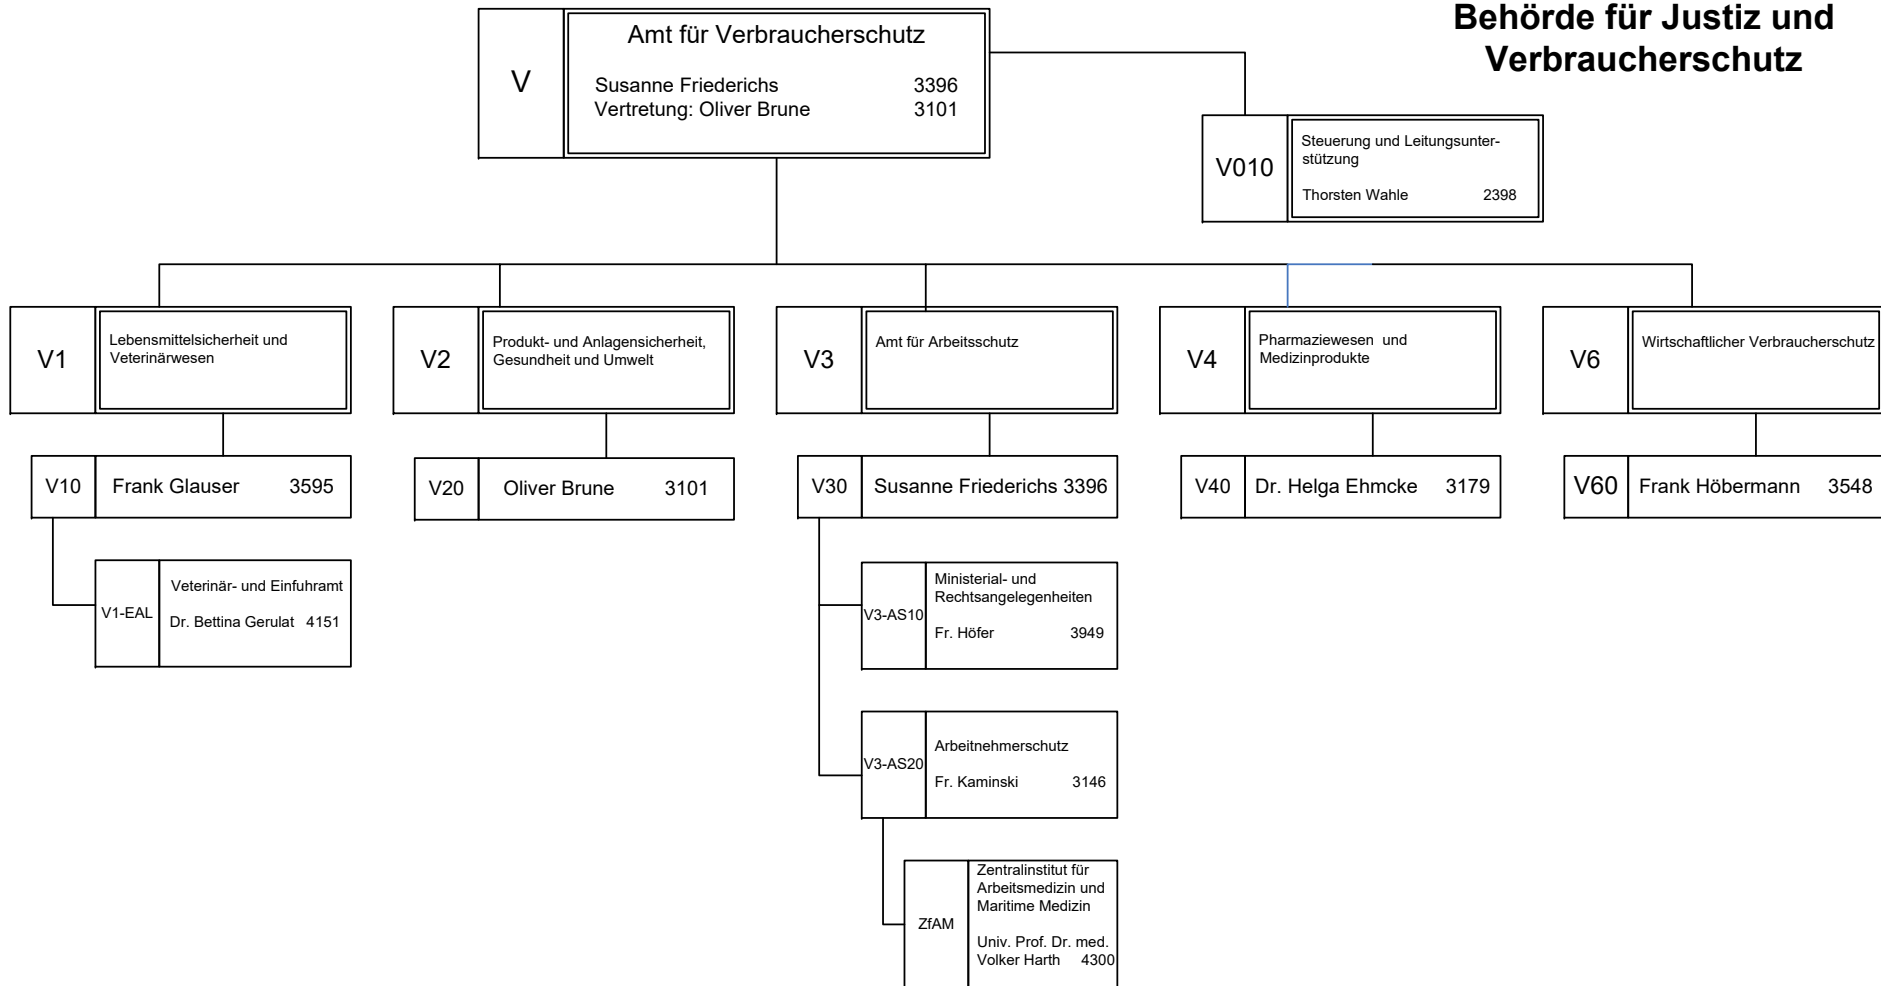 Behörde für Justiz und
Verbraucherschutz
V
Amt für Verbraucherschutz
Susanne Friederichs 3396
Vertretung: Oliver Brune 3101
V010
Steuerung und Leitungsunter-
stützung
Thorsten Wahle 2398
V1
Lebensmittelsicherheit und
Veterinärwesen
V2
Produkt- und Anlagensicherheit,
Gesundheit und Umwelt
V3
Amt für Arbeitsschutz
V4
Pharmaziewesen und
Medizinprodukte
V6
Wirtschaftlicher Verbraucherschutz
V10
Frank Glauser 3595
V20
Oliver Brune 3101
V30
Susanne Friederichs 3396
V40
Dr. Helga Ehmcke 3179
V60
Frank Höbermann 3548
V1-EAL
Veterinär- und Einfuhramt
Dr. Bettina Gerulat 4151
V3-AS10
Ministerial- und
Rechtsangelegenheiten
Fr. Höfer 3949
V3-AS20
Arbeitnehmerschutz
Fr. Kaminski 3146
ZfAM
Zentralinstitut für
Arbeitsmedizin und
Maritime Medizin
Univ. Prof. Dr. med.
Volker Harth 4300